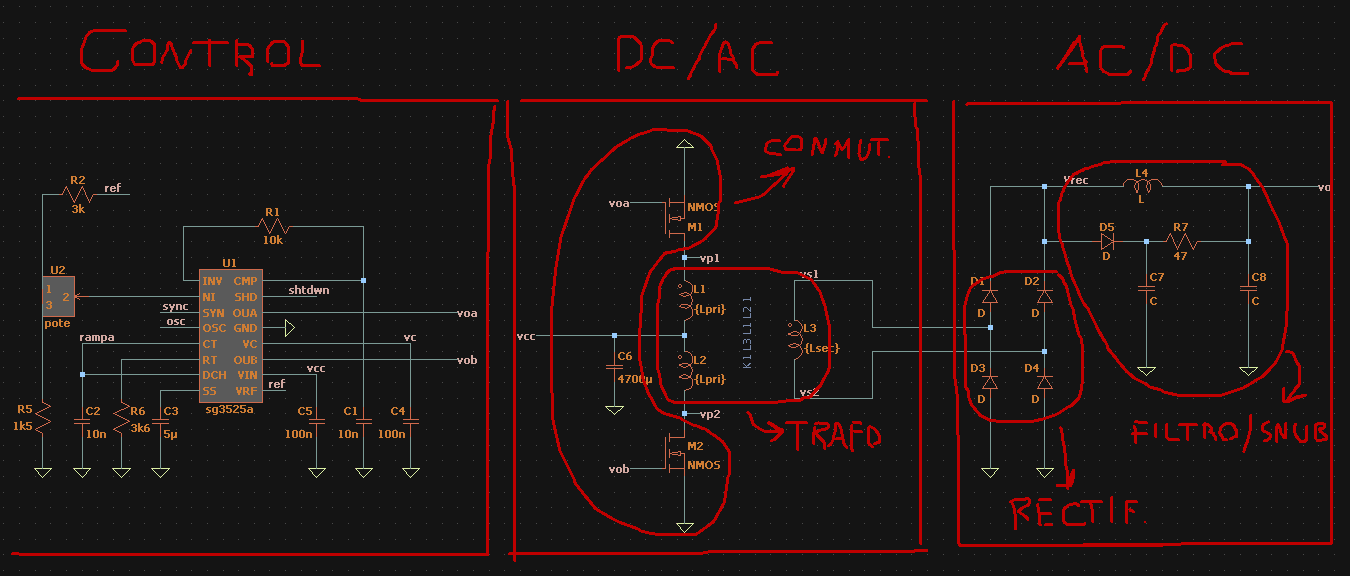 CONTROL
DC/AC
AC/DC
CONMUT.
R2
3k
ref
R1
10k
U2
1
2
3
pote
U1
INV CMP
NI SHD
SYN OUA
OSC GND
CT VC
RT OUB
DCH VIN
SS VRF
sg3525a
shtdwn
sync
osc
rampa
voa
vc
vob
vcc
ref
R5
1k5
C2
10n
R6
3k6
C3
5µ
C5
100n
C1
10n
C4
100n
voa
NMOS
M1
vp1
L1
{Lpri}
vcc
C6
4700µ
L2
{Lpri}
K1 L3 L1 L2 1
vs1
L3
{Lsec}
vs2
vp2
M2
NMOS
vob
TRAFO
vrec
L4
L
vo
D5
D
R7
47
C7
C
C8
C
D1
D
D2
D
D3
D
D4
D
FILTRO/SNUB
RECTIF.